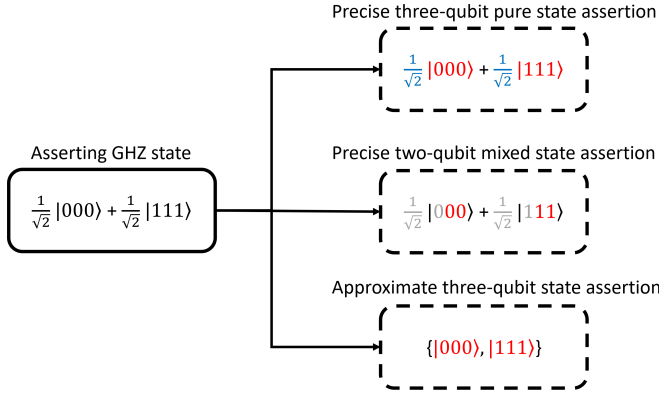 Precise three-qubit pure state assertion
1/√2 |000⟩ + 1/√2 |111⟩
Asserting GHZ state
1/√2 |000⟩ + 1/√2 |111⟩
Precise two-qubit mixed state assertion
1/√2 |000⟩ + 1/√2 |111⟩
Approximate three-qubit state assertion
{|000⟩, |111⟩}